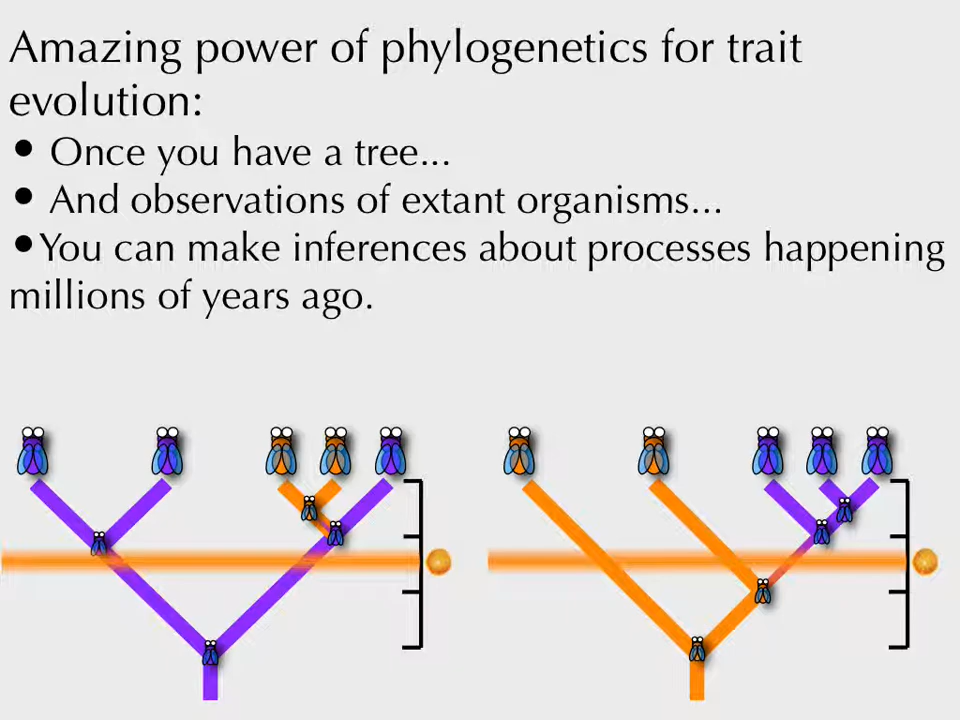 Amazing power of phylogenetics for trait
evolution:
• Once you have a tree...
• And observations of extant organisms...
•You can make inferences about processes happening
millions of years ago.